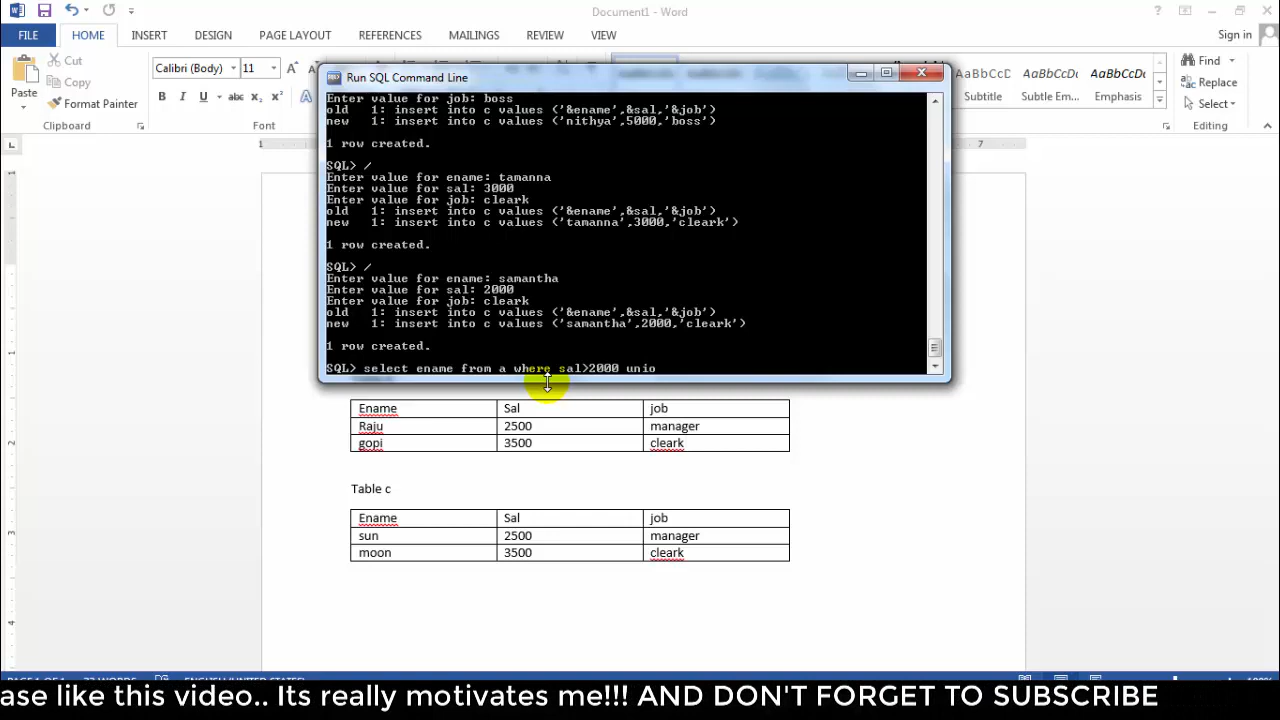 Document1 - Word
Sign in
FILE HOME INSERT DESIGN PAGE LAYOUT REFERENCES MAILINGS REVIEW VIEW
Cut
Copy
Format Painter
Paste
Clipboard
Calibri (Body) 11
B I U abc x₂ x²
Font
AaBbCcD AaBbCcDc AaBbCcDc
Subtitle Subtle Em... Emphasis
Find
Replace
Select
Editing
Run SQL Command Line
Enter value for job: boss
old 1: insert into c values ('&ename',&sal,'&job')
new 1: insert into c values ('nithya',5000,'boss')
1 row created.
SQL> /
Enter value for ename: tamanna
Enter value for sal: 3000
Enter value for job: cleark
old 1: insert into c values ('&ename',&sal,'&job')
new 1: insert into c values ('tamanna',3000,'cleark')
1 row created.
SQL> /
Enter value for ename: samantha
Enter value for sal: 2000
Enter value for job: cleark
old 1: insert into c values ('&ename',&sal,'&job')
new 1: insert into c values ('samantha',2000,'cleark')
1 row created.
SQL> select ename from a where sal>2000 unio
Ename Sal job
Raju 2500 manager
gopi 3500 cleark
Table c
Ename Sal job
sun 2500 manager
moon 3500 cleark
ase like this video.. Its really motivates me!!! AND DON'T FORGET TO SUBSCRIBE